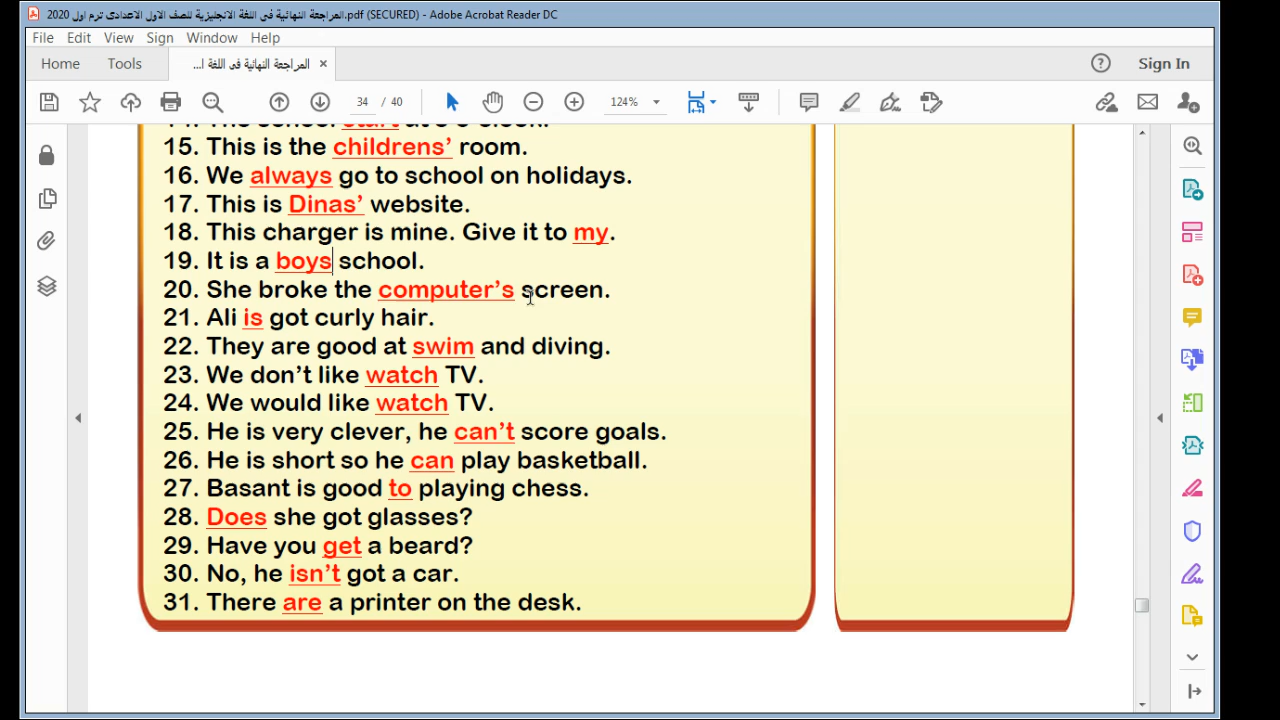 المراجعة النهائية فى اللغة الانجليزية للصف الاول الاعدادى ترم اول 2020.pdf (SECURED) - Adobe Acrobat Reader DC
File Edit View Sign Window Help
Home Tools المراجعة النهائية فى اللغة ا... × Sign In
34 / 40 124%
15. This is the childrens’ room.
16. We always go to school on holidays.
17. This is Dinas’ website.
18. This charger is mine. Give it to my.
19. It is a boys school.
20. She broke the computer’s screen.
21. Ali is got curly hair.
22. They are good at swim and diving.
23. We don’t like watch TV.
24. We would like watch TV.
25. He is very clever, he can’t score goals.
26. He is short so he can play basketball.
27. Basant is good to playing chess.
28. Does she got glasses?
29. Have you get a beard?
30. No, he isn’t got a car.
31. There are a printer on the desk.